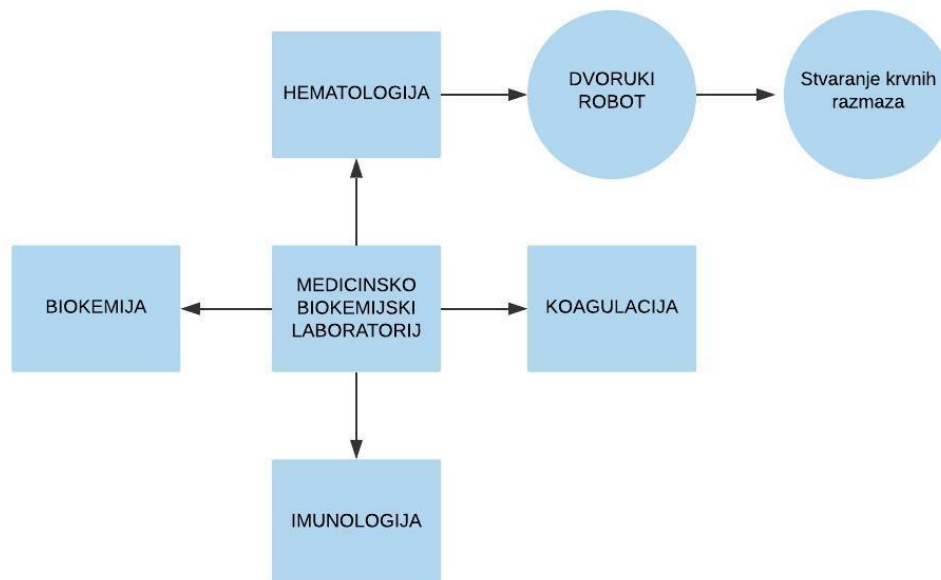 HEMATOLOGIJA
DVORUKI
ROBOT
Stvaranje krvnih
razmaza
BIOKEMIJA
MEDICINSKO
BIOKEMIJSKI
LABORATORIJ
KOAGULACIJA
IMUNOLOGIJA